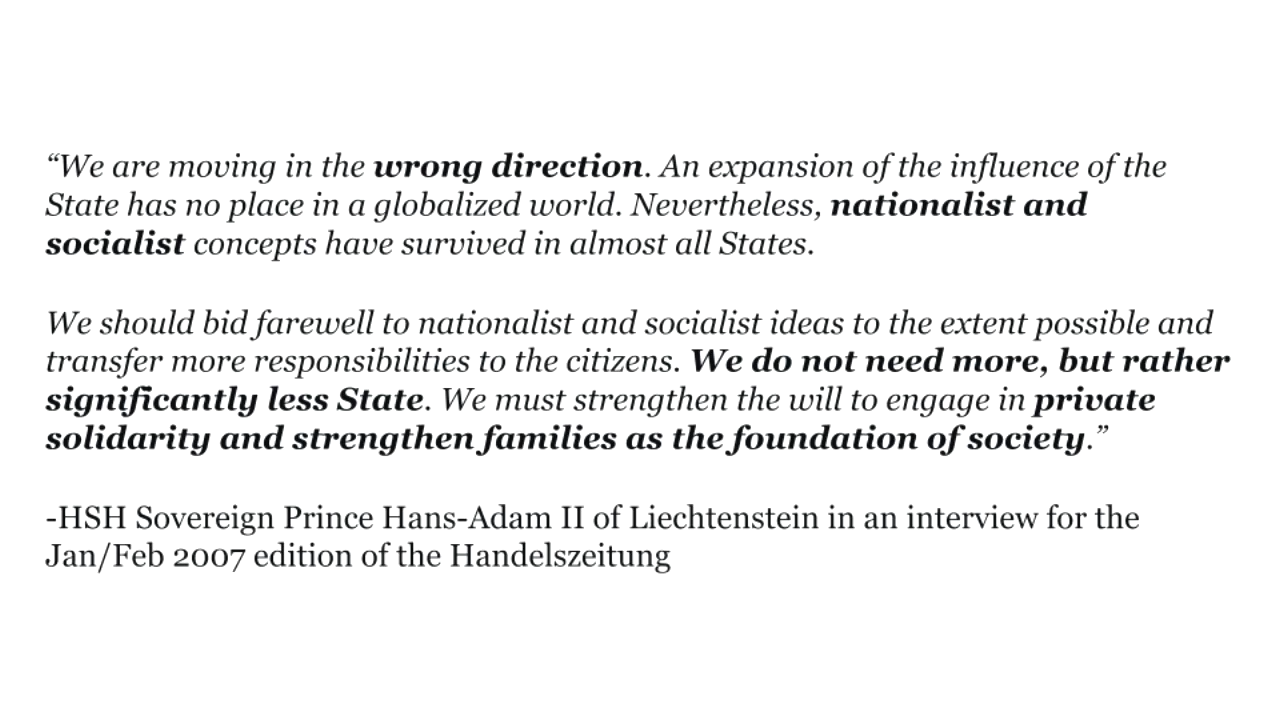 “We are moving in the wrong direction. An expansion of the influence of the
State has no place in a globalized world. Nevertheless, nationalist and
socialist concepts have survived in almost all States.
We should bid farewell to nationalist and socialist ideas to the extent possible and
transfer more responsibilities to the citizens. We do not need more, but rather
significantly less State. We must strengthen the will to engage in private
solidarity and strengthen families as the foundation of society.”
-HSH Sovereign Prince Hans-Adam II of Liechtenstein in an interview for the
Jan/Feb 2007 edition of the Handelszeitung